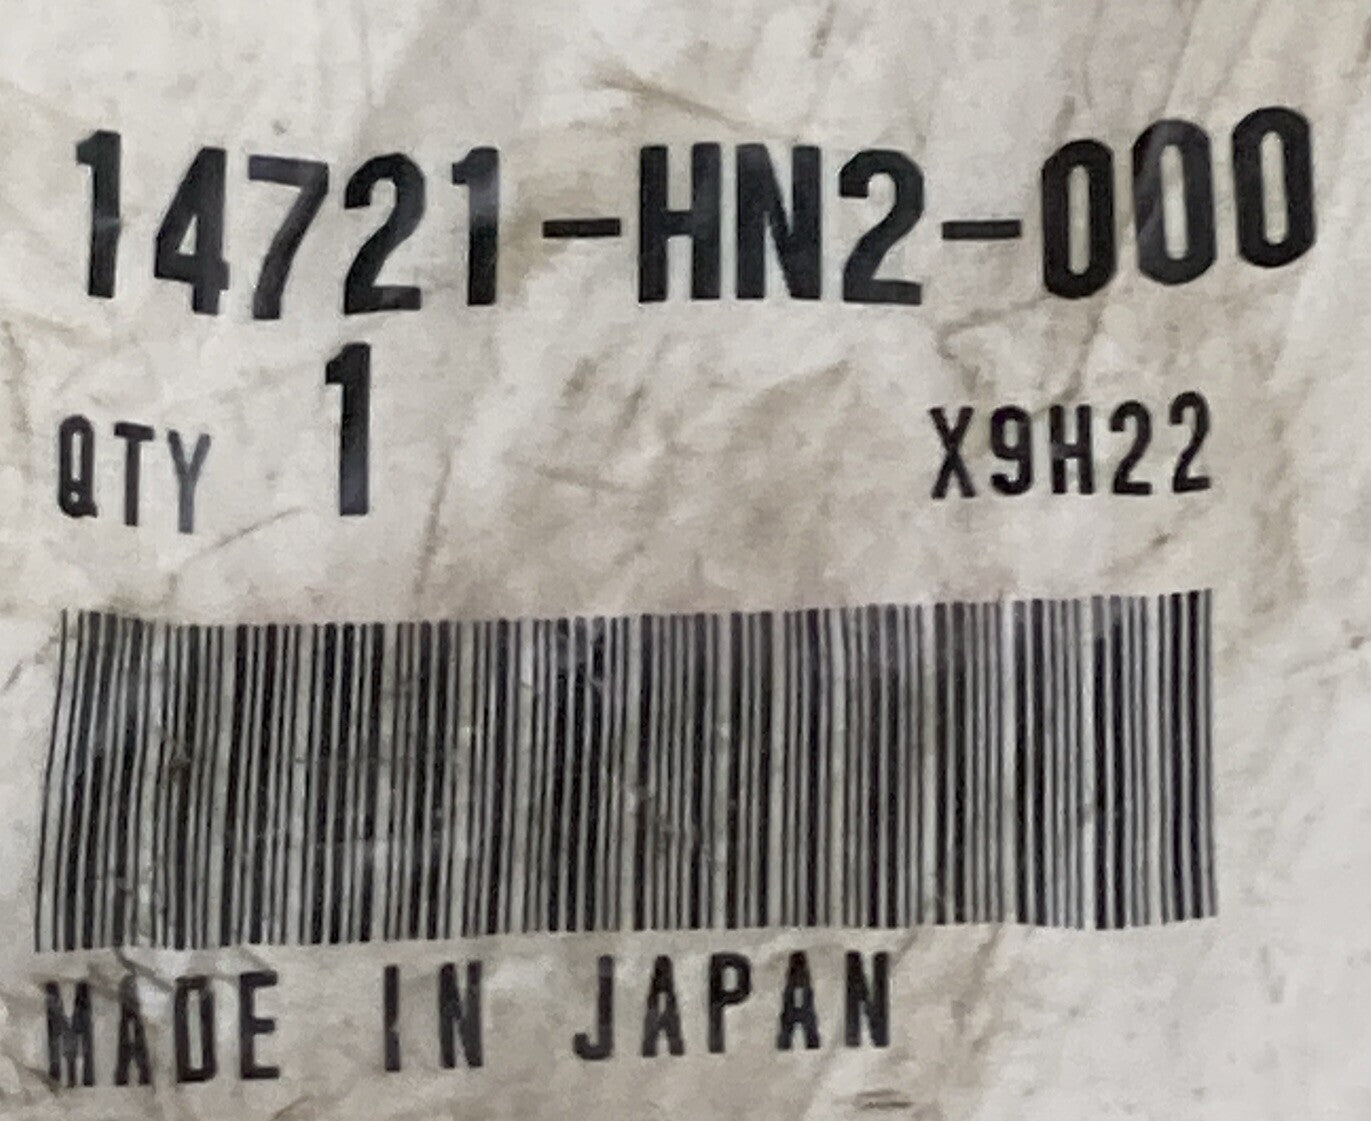 14721-HN2-000
QTY 1 X9H22
MADE IN JAPAN